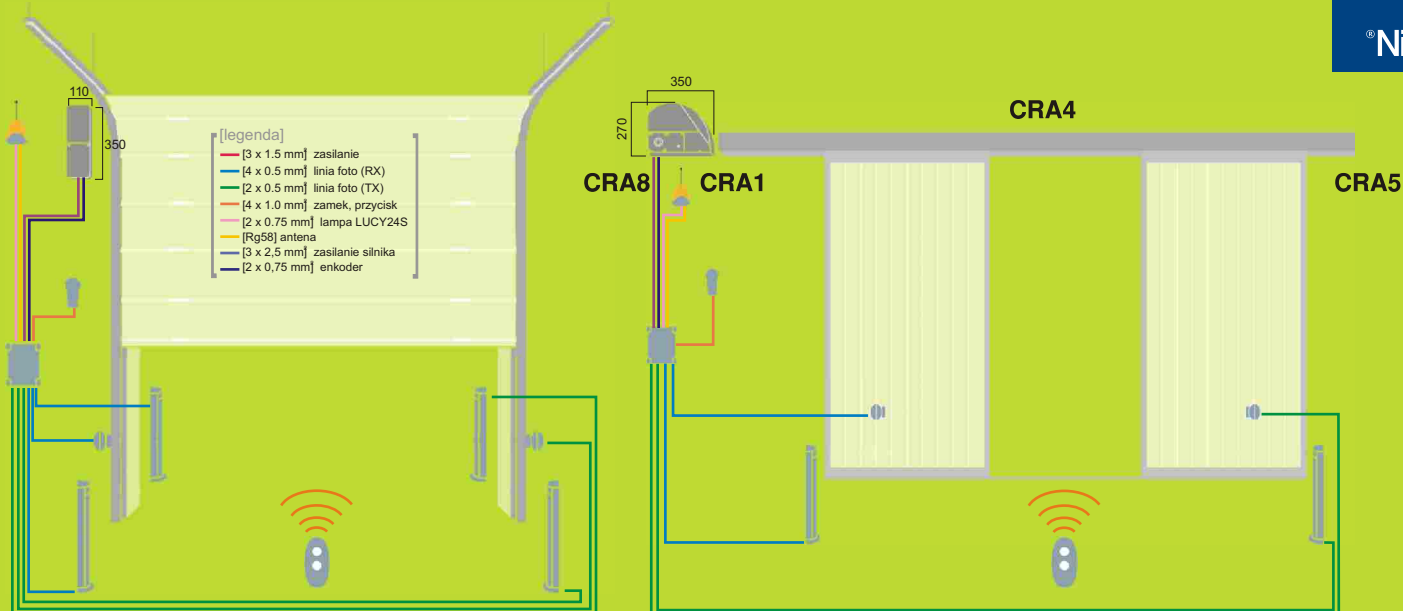 ®Ni
110
350
[legenda]
[3 x 1.5 mm²] zasilanie
[4 x 0.5 mm²] linia foto (RX)
[2 x 0.5 mm²] linia foto (TX)
[4 x 1.0 mm²] zamek, przycisk
[2 x 0.75 mm²] lampa LUCY24S
[Rg58] antena
[3 x 2,5 mm²] zasilanie silnika
[2 x 0,75 mm²] enkoder
350
270
CRA4
CRA8
CRA1
CRA5